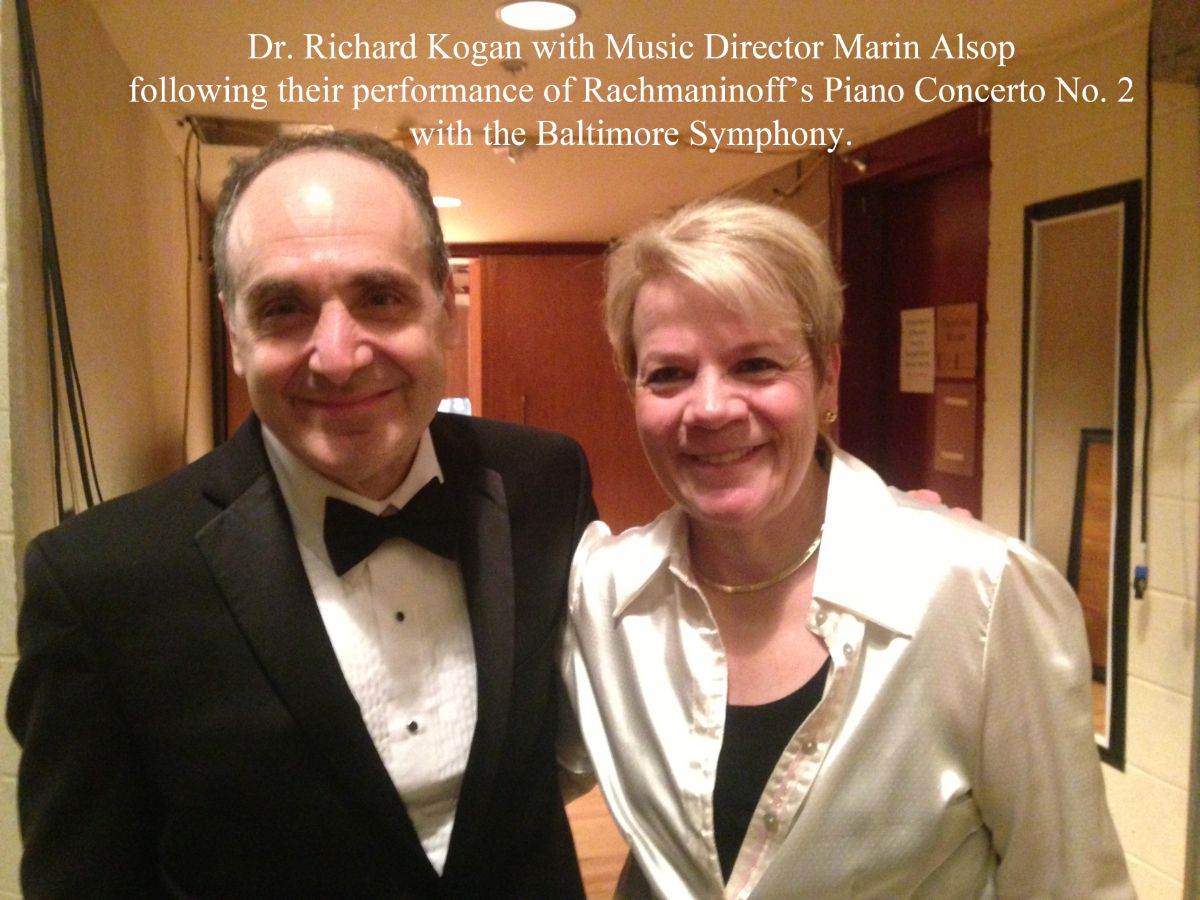 Dr. Richard Kogan with Music Director Marin Alsop
following their performance of Rachmaninoff’s Piano Concerto No. 2
with the Baltimore Symphony.